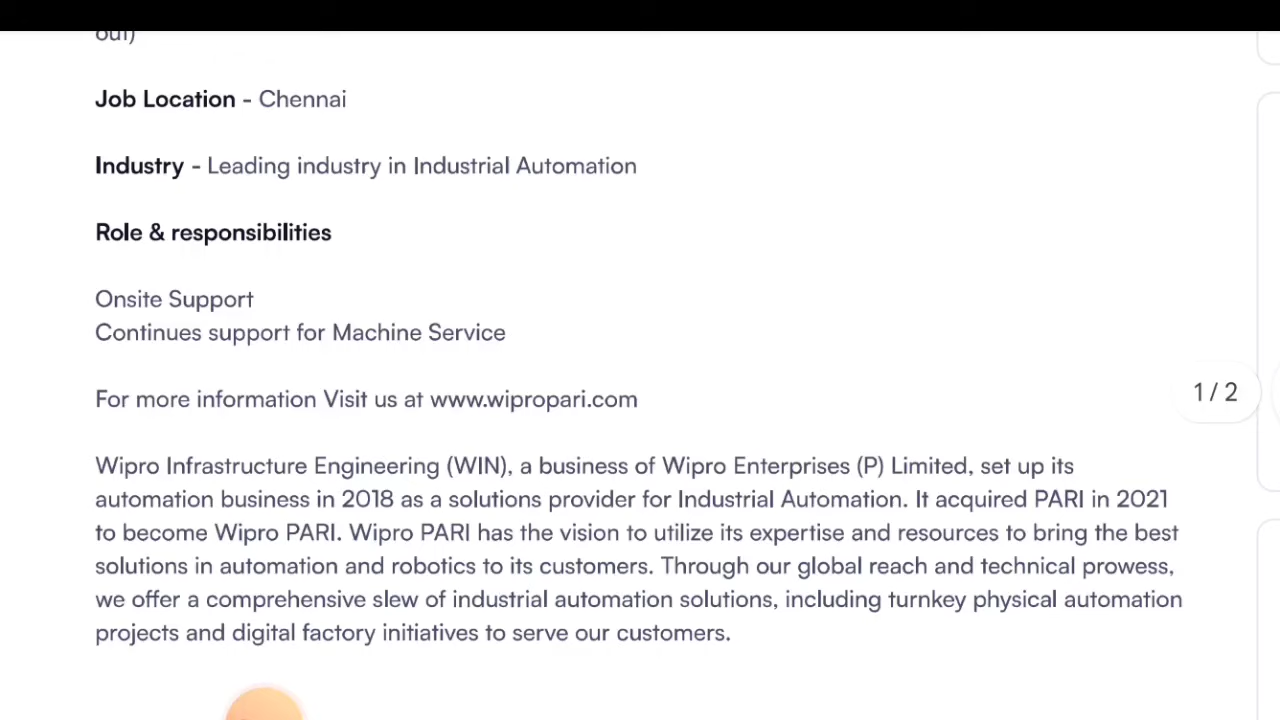 out)
Job Location - Chennai
Industry - Leading industry in Industrial Automation
Role & responsibilities
Onsite Support
Continues support for Machine Service
For more information Visit us at www.wipropari.com
1 / 2
Wipro Infrastructure Engineering (WIN), a business of Wipro Enterprises (P) Limited, set up its
automation business in 2018 as a solutions provider for Industrial Automation. It acquired PARI in 2021
to become Wipro PARI. Wipro PARI has the vision to utilize its expertise and resources to bring the best
solutions in automation and robotics to its customers. Through our global reach and technical prowess,
we offer a comprehensive slew of industrial automation solutions, including turnkey physical automation
projects and digital factory initiatives to serve our customers.